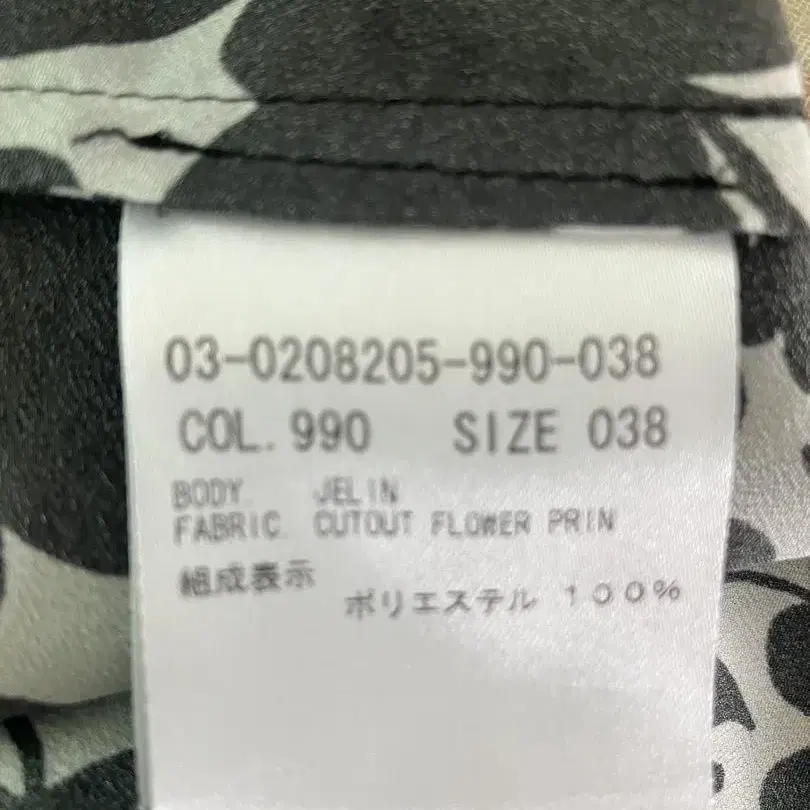 03-0208205-990-038
COL. 990 SIZE 038
BODY. JELIN
FABRIC. CUTOUT FLOWER PRIN
組成表示
ポリエステル 100%